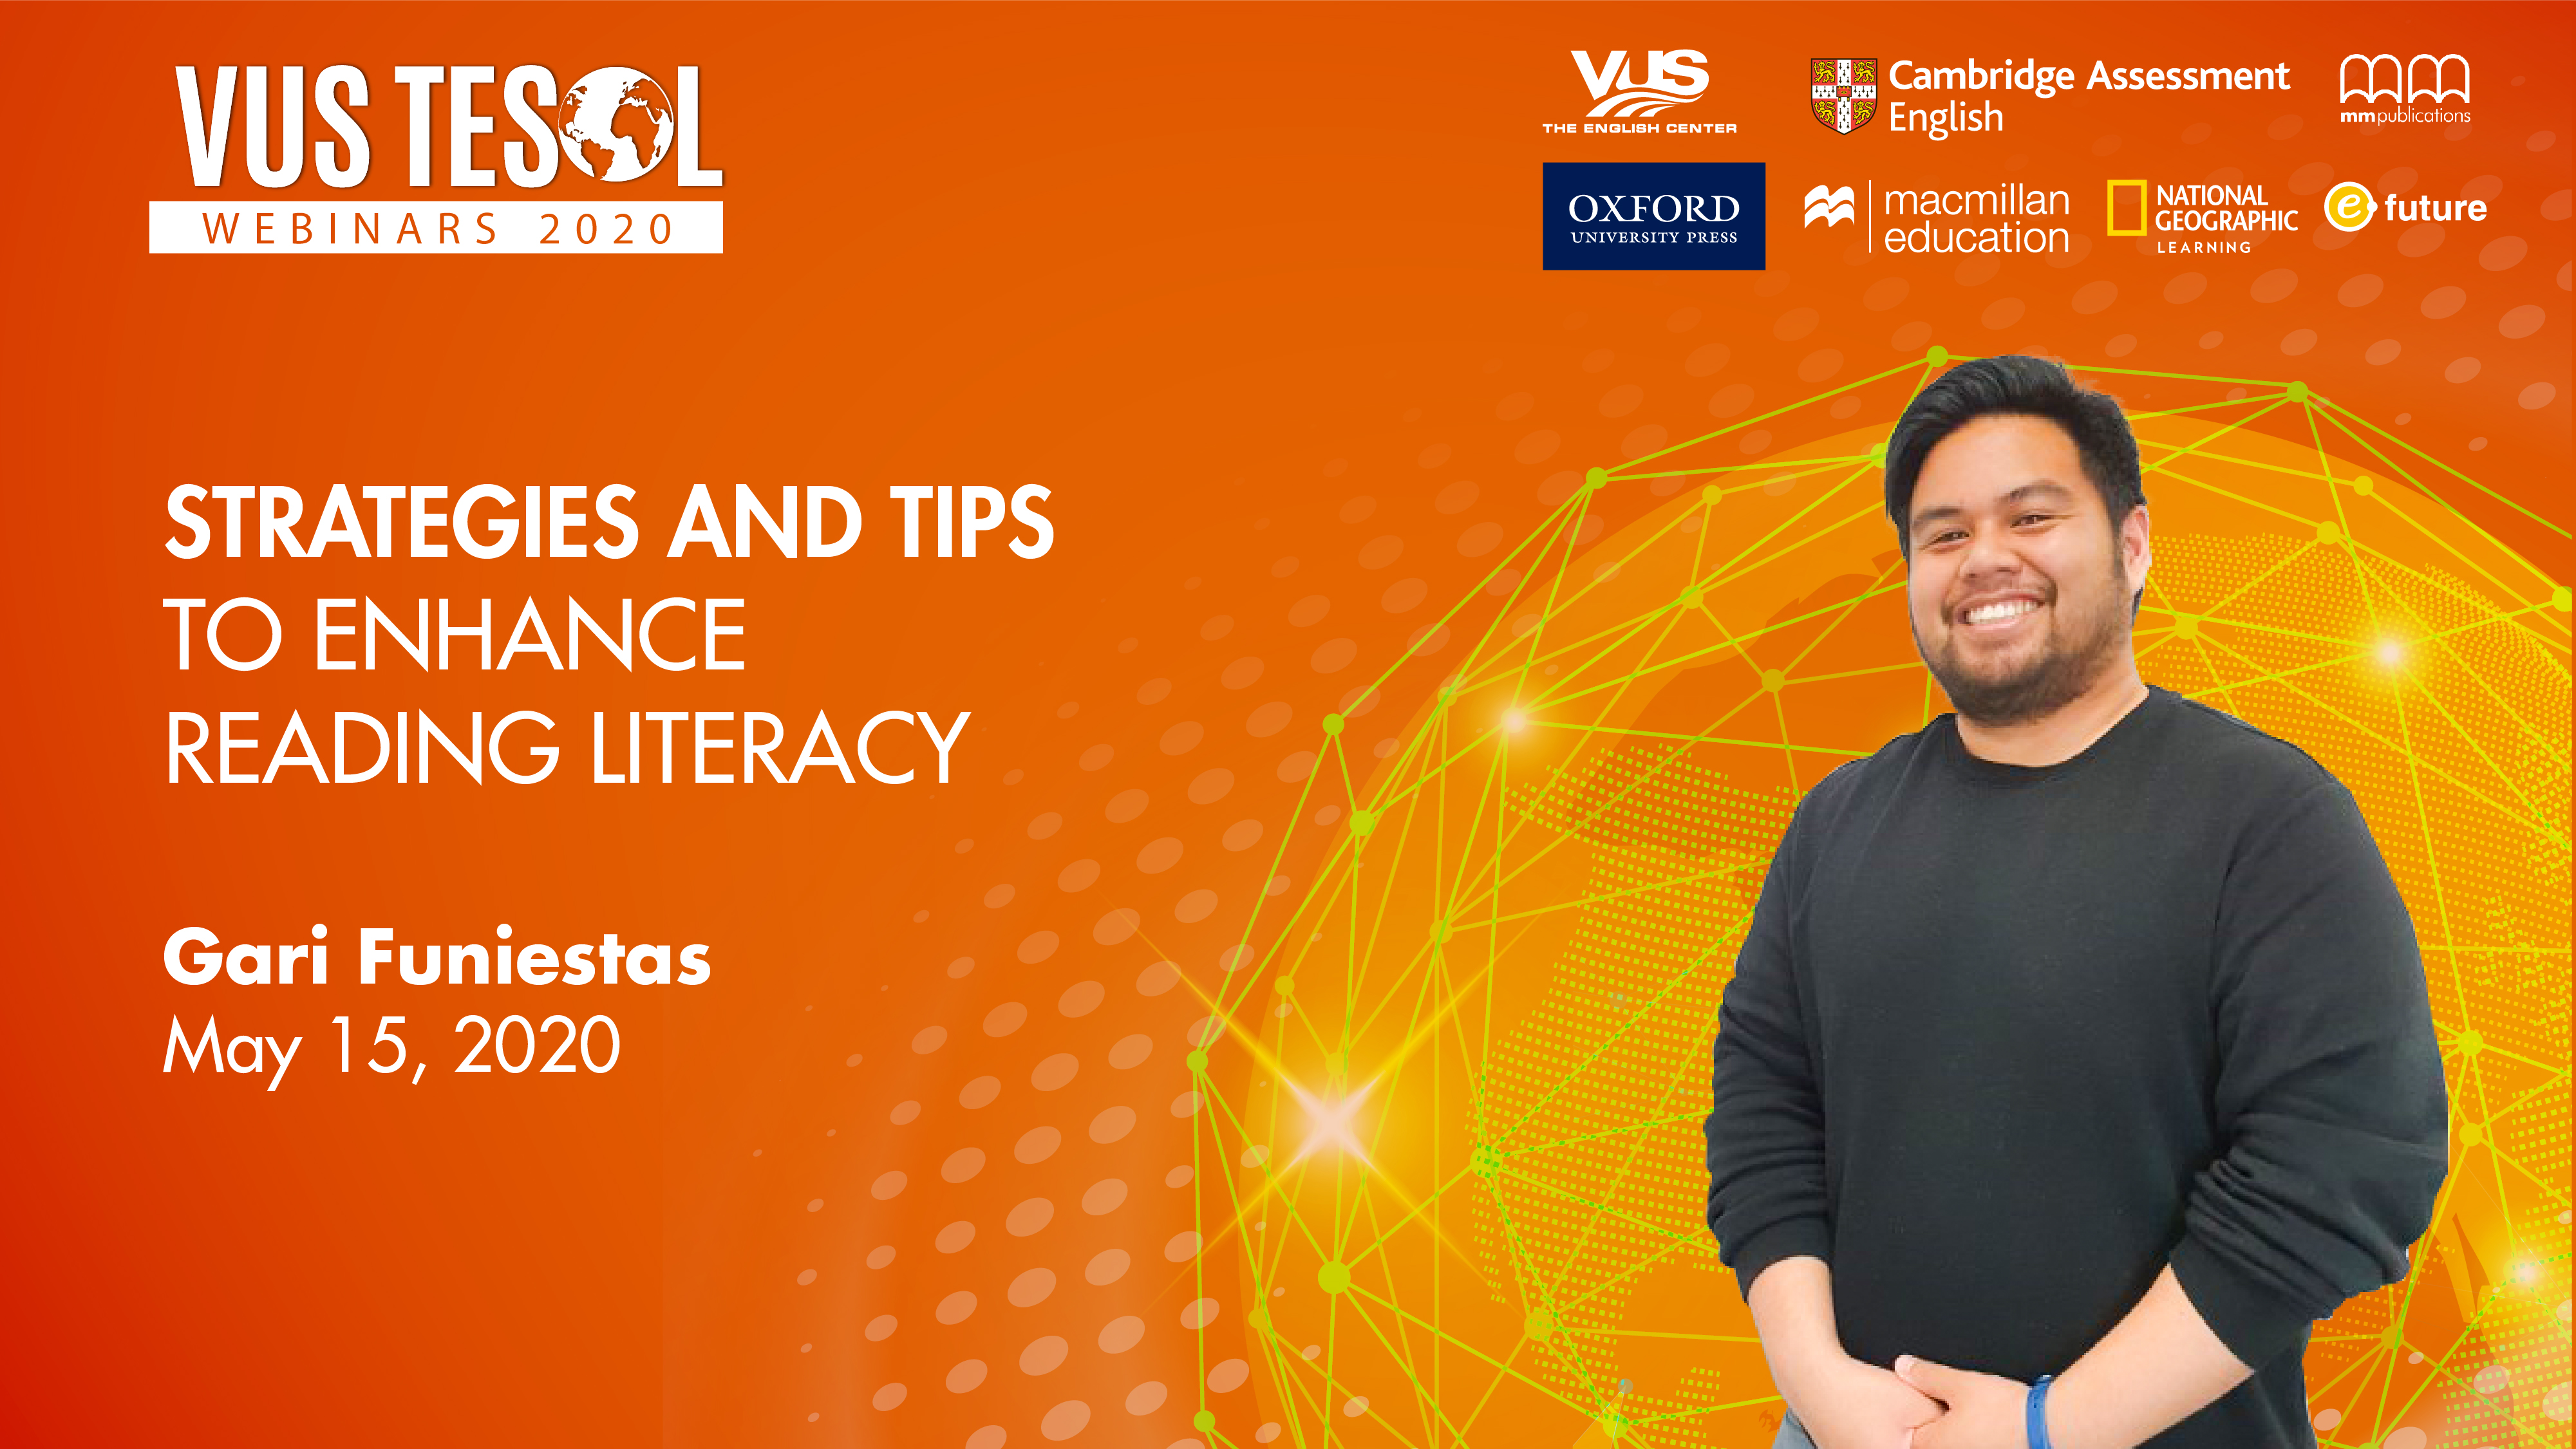 VUS TESOL
WEBINARS 2020
VUS
THE ENGLISH CENTER
Cambridge Assessment
English
mmpublications
OXFORD
UNIVERSITY PRESS
macmillan
education
NATIONAL
GEOGRAPHIC
LEARNING
e future
STRATEGIES AND TIPS
TO ENHANCE
READING LITERACY
Gari Funiestas
May 15, 2020